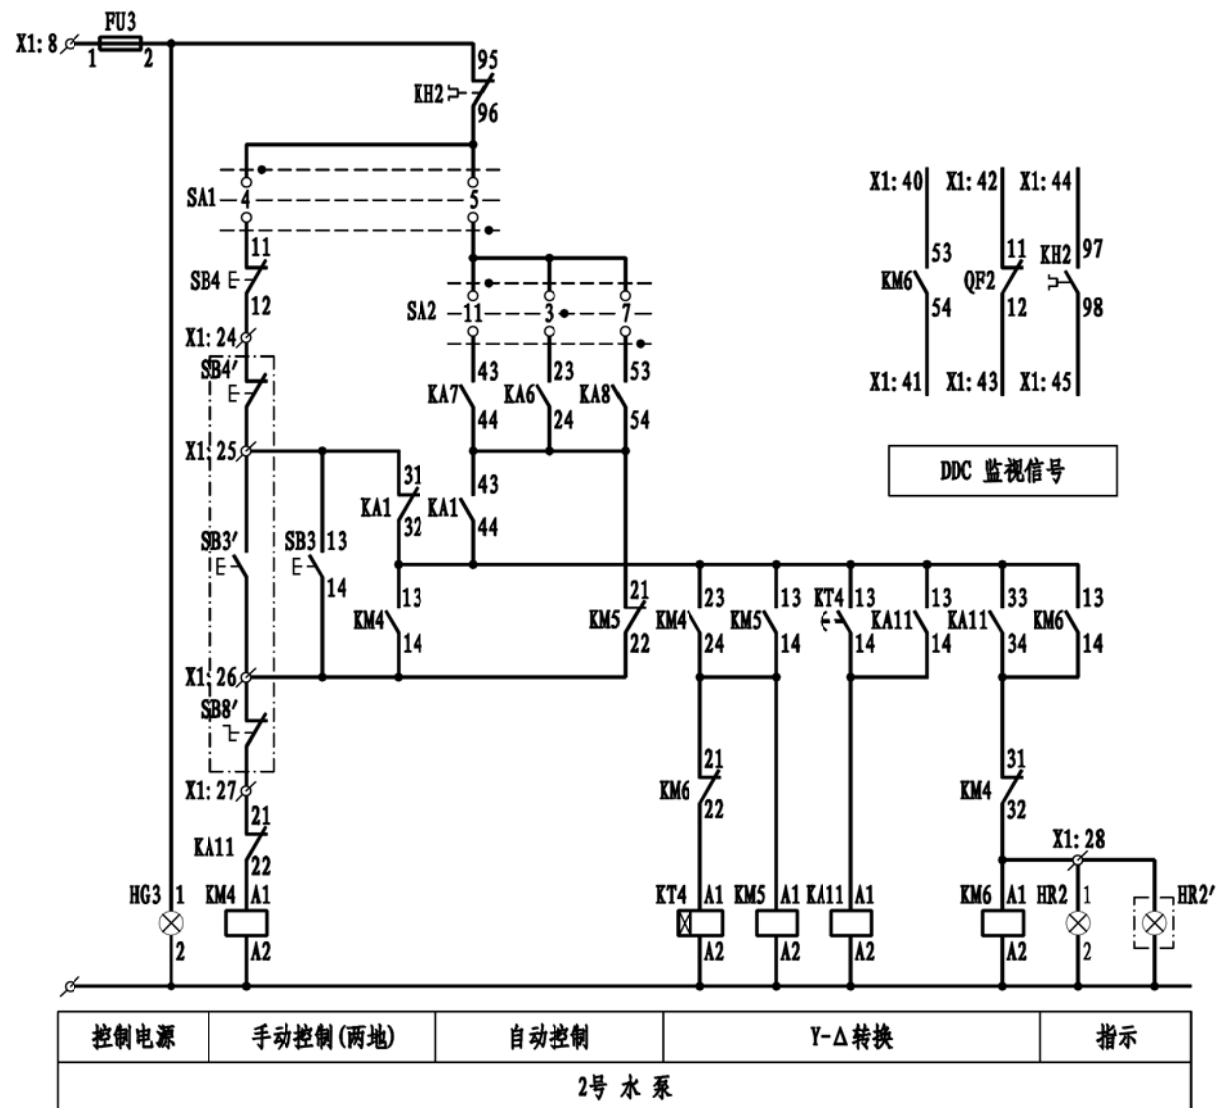 FU3
X1:8
1 2
95
KH2
96
SA1 4 5
X1:40 X1:42 X1:44
11
SB4
12
53 11 KH2 97
KM6 QF2
54 12 98
SA2 11 3 7
X1:24
SB4′
43 23 53
KA7 KA6 KA8
44 24 54
X1:41 X1:43 X1:45
X1:25
DDC 监视信号
31 43
KA1 KA1
32 44
SB3′ SB3 13
14
13 21 23 13 KT4 13 13 33 13
KM4 KM5 KM4 KM5 KA11 KA11 KM6
14 22 24 14 14 14 34 14
X1:26
SB8′
21 31
KM6 KM4
22 32
X1:27
21
KA11
22
X1:28
HG3 1 KM4 A1 KT4 A1 KM5 A1 KA11 A1 KM6 A1 HR2 1 HR2′
2 A2 A2 A2 A2 A2 2
控制电源 手动控制(两地) 自动控制 Y-Δ转换 指示
2号 水 泵